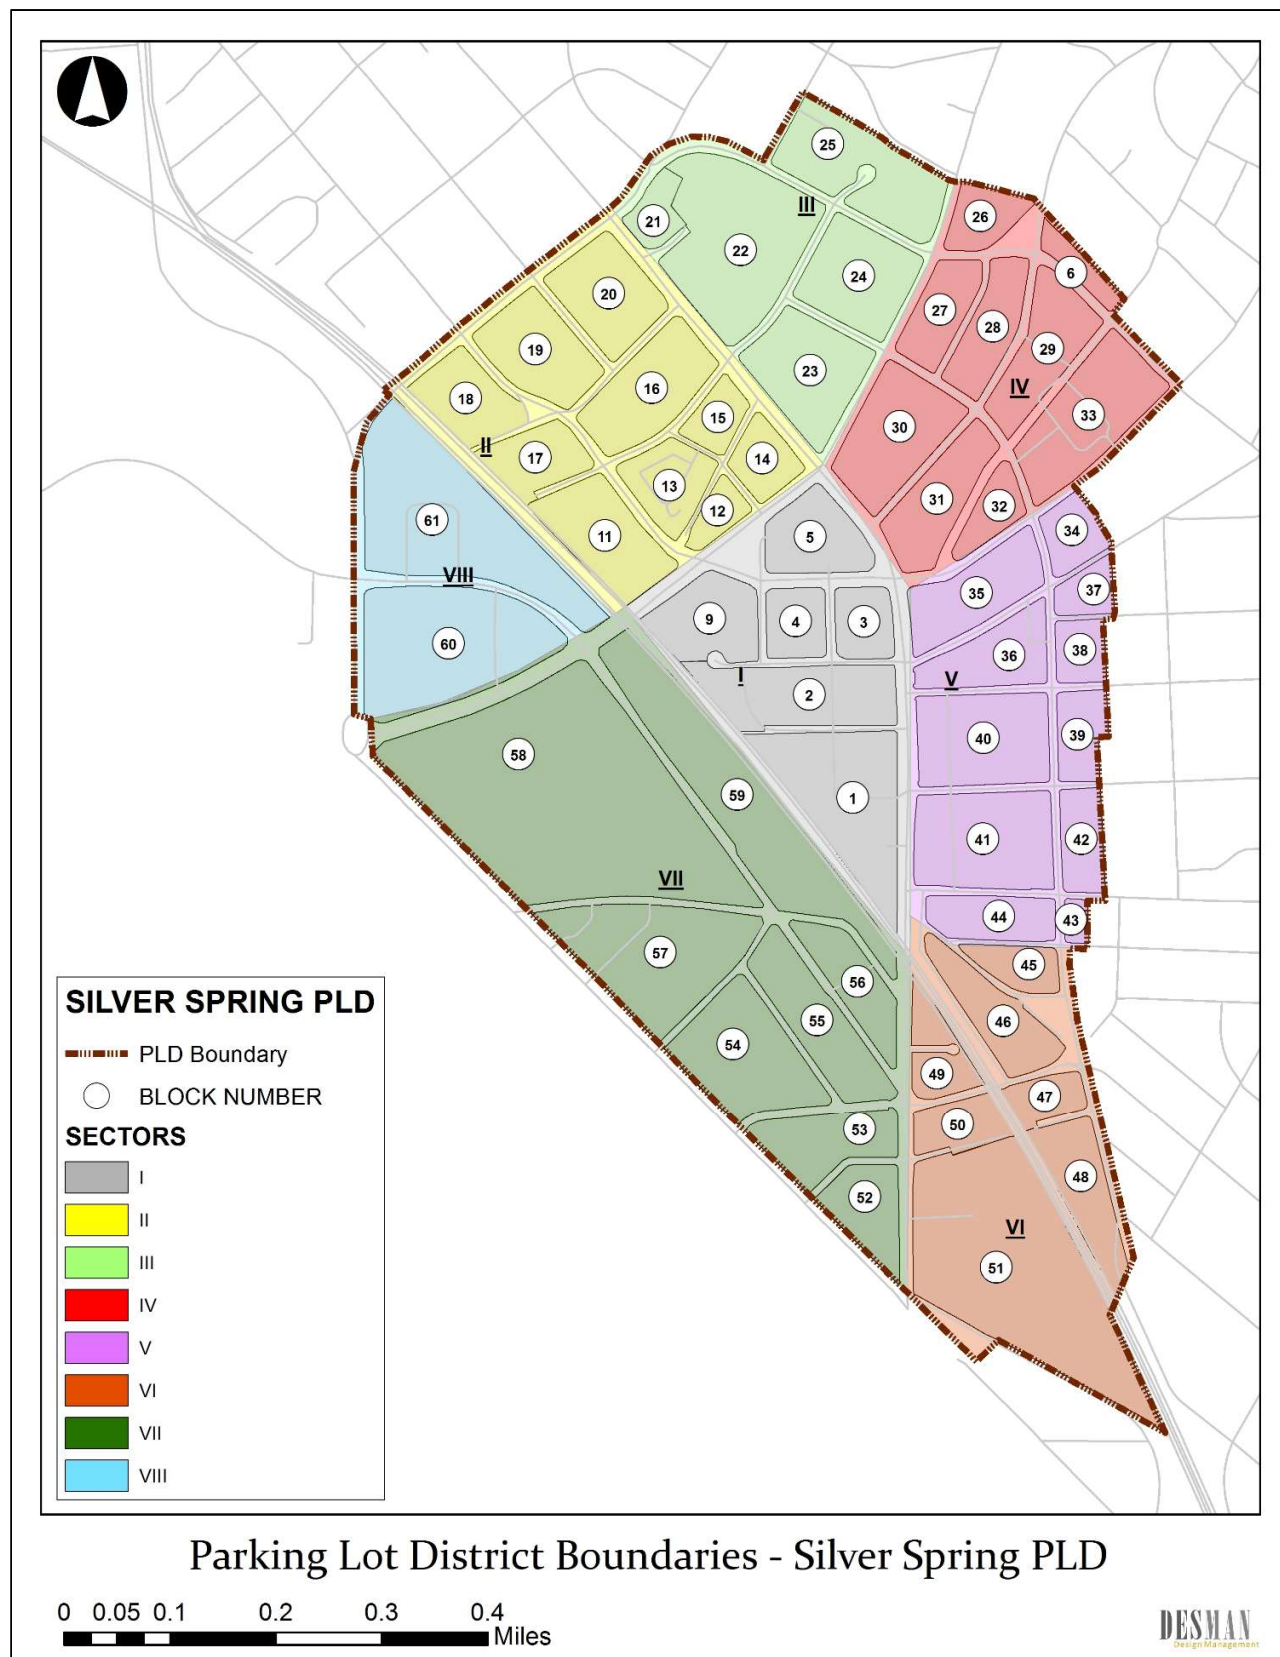 25
III
26
21
22
6
24
20
27
28
29
19
23
IV
18
16
33
15
30
II
17
14
13
31
32
12
61
11
5
34
VIII
35
37
9
4
3
60
36
38
I
V
2
58
40
39
59
1
41
42
VII
44
43
57
45
56
55
46
54
49
47
50
53
48
52
VI
51
SILVER SPRING PLD
PLD Boundary
BLOCK NUMBER
SECTORS
I
II
III
IV
V
VI
VII
VIII
Parking Lot District Boundaries - Silver Spring PLD
0 0.05 0.1 0.2 0.3 0.4
Miles
DESMAN
Design Management